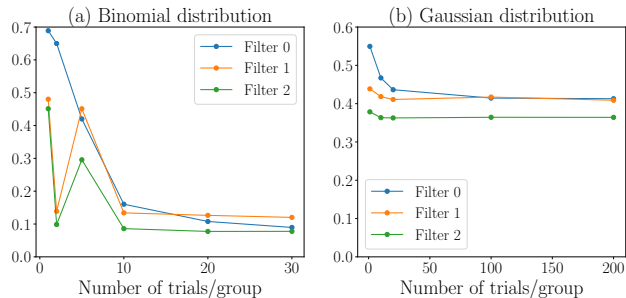 (a) Binomial distribution
0.7
0.6
0.5
0.4
0.3
0.2
0.1
0.0
0
10
20
30
Number of trials/group
Filter 0
Filter 1
Filter 2
(b) Gaussian distribution
0.6
0.5
0.4
0.3
0.2
0.1
0.0
0
50
100
150
200
Number of trials/group
Filter 0
Filter 1
Filter 2